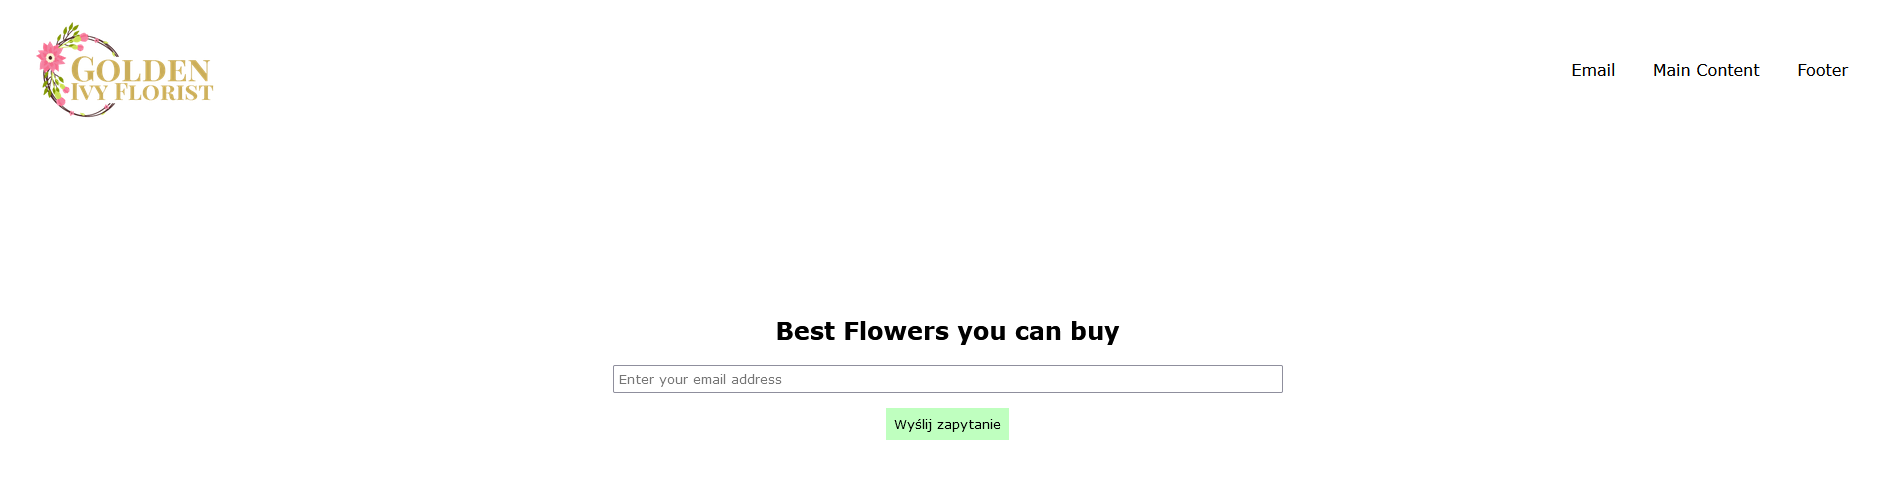 GOLDEN
IVY FLORIST
Email
Main Content
Footer
Best Flowers you can buy
Enter your email address
Wyślij zapytanie